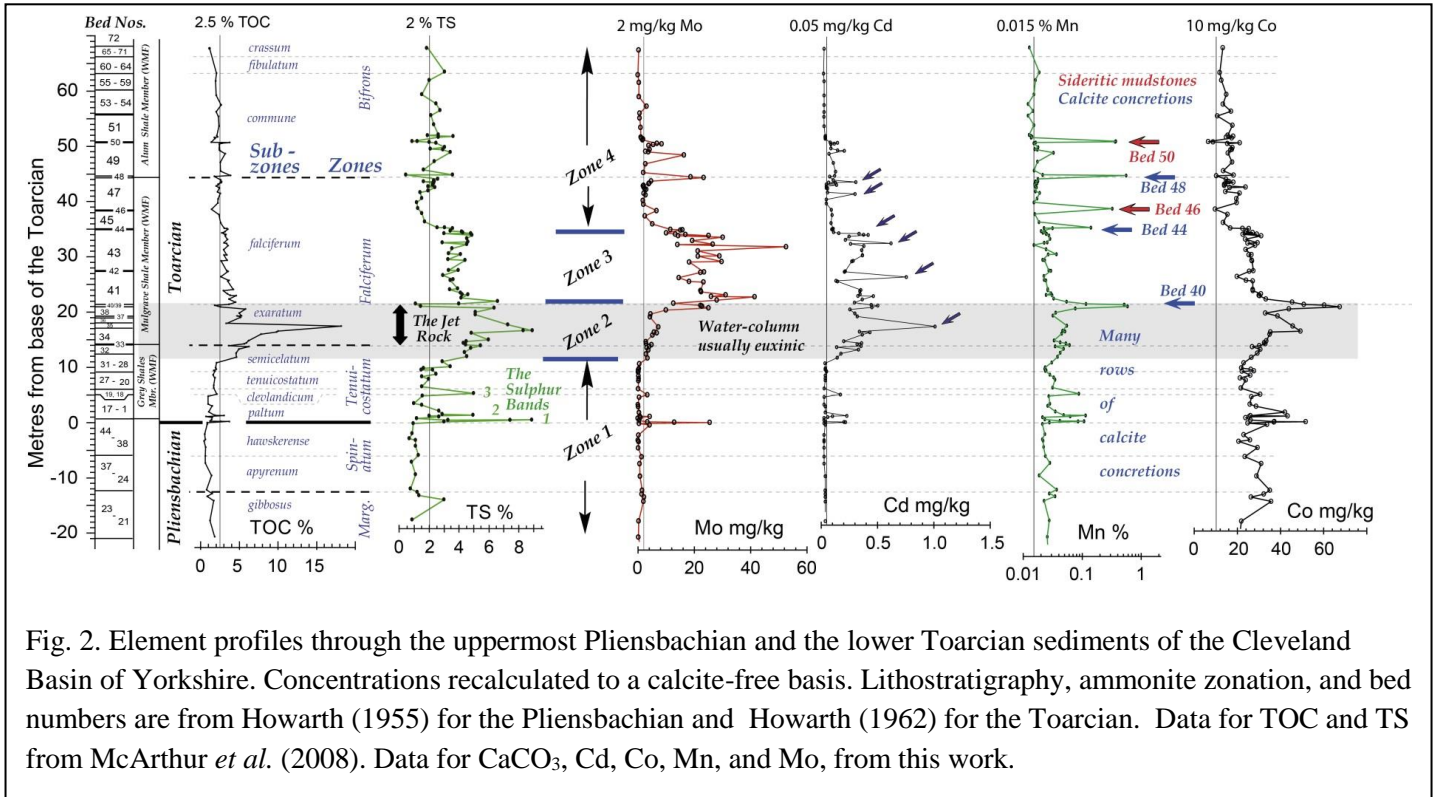 Bed Nos. 2.5 % TOC 2 % TS 2 mg/kg Mo 0.05 mg/kg Cd 0.015 % Mn 10 mg/kg Co
Metres from base of the Toarcian
60
50
40
30
20
10
0
-10
-20
72
65 - 71
60 - 64
55 - 59
53 - 54
51
50
49
48
47
46
45
44
43
42
41
40/39
38
37
36
35
34
33
32
31 - 28
27 - 20
19, 18
17 - 1
44
- 38
37
- 24
23
- 21
Alum Shale Member (WMF)
Mulgrave Shale Member (WMF)
Grey Shales
Mbr. (WMF)
Toarcian
Pliensbachian
crassum
fibulatum
commune
Sub-
zones
Zones
falciferum
exaratum
semicelatum
tenuicostatum
clevlandicum
paltum
hawskerense
apyrenum
gibbosus
Bifrons
Falciferum
Tenui-
costatum
Spin-
atum
Marg.
TOC %
0 5 10 15
The Jet
Rock
The
Sulphur
Bands
3
2
1
TS %
0 2 4 6 8
Zone 4
Zone 3
Zone 2
Zone 1
Water-column
usually euxinic
Mo mg/kg
0 20 40 60
Cd mg/kg
0 0.5 1.0 1.5
Sideritic mudstones
Calcite concretions
Bed 50
Bed 48
Bed 46
Bed 44
Bed 40
Many
rows
of
calcite
concretions
Mn %
0.01 0.1 1
Co mg/kg
0 20 40 60
Fig. 2. Element profiles through the uppermost Pliensbachian and the lower Toarcian sediments of the Cleveland
Basin of Yorkshire. Concentrations recalculated to a calcite-free basis. Lithostratigraphy, ammonite zonation, and bed
numbers are from Howarth (1955) for the Pliensbachian and Howarth (1962) for the Toarcian. Data for TOC and TS
from McArthur et al. (2008). Data for CaCO₃, Cd, Co, Mn, and Mo, from this work.